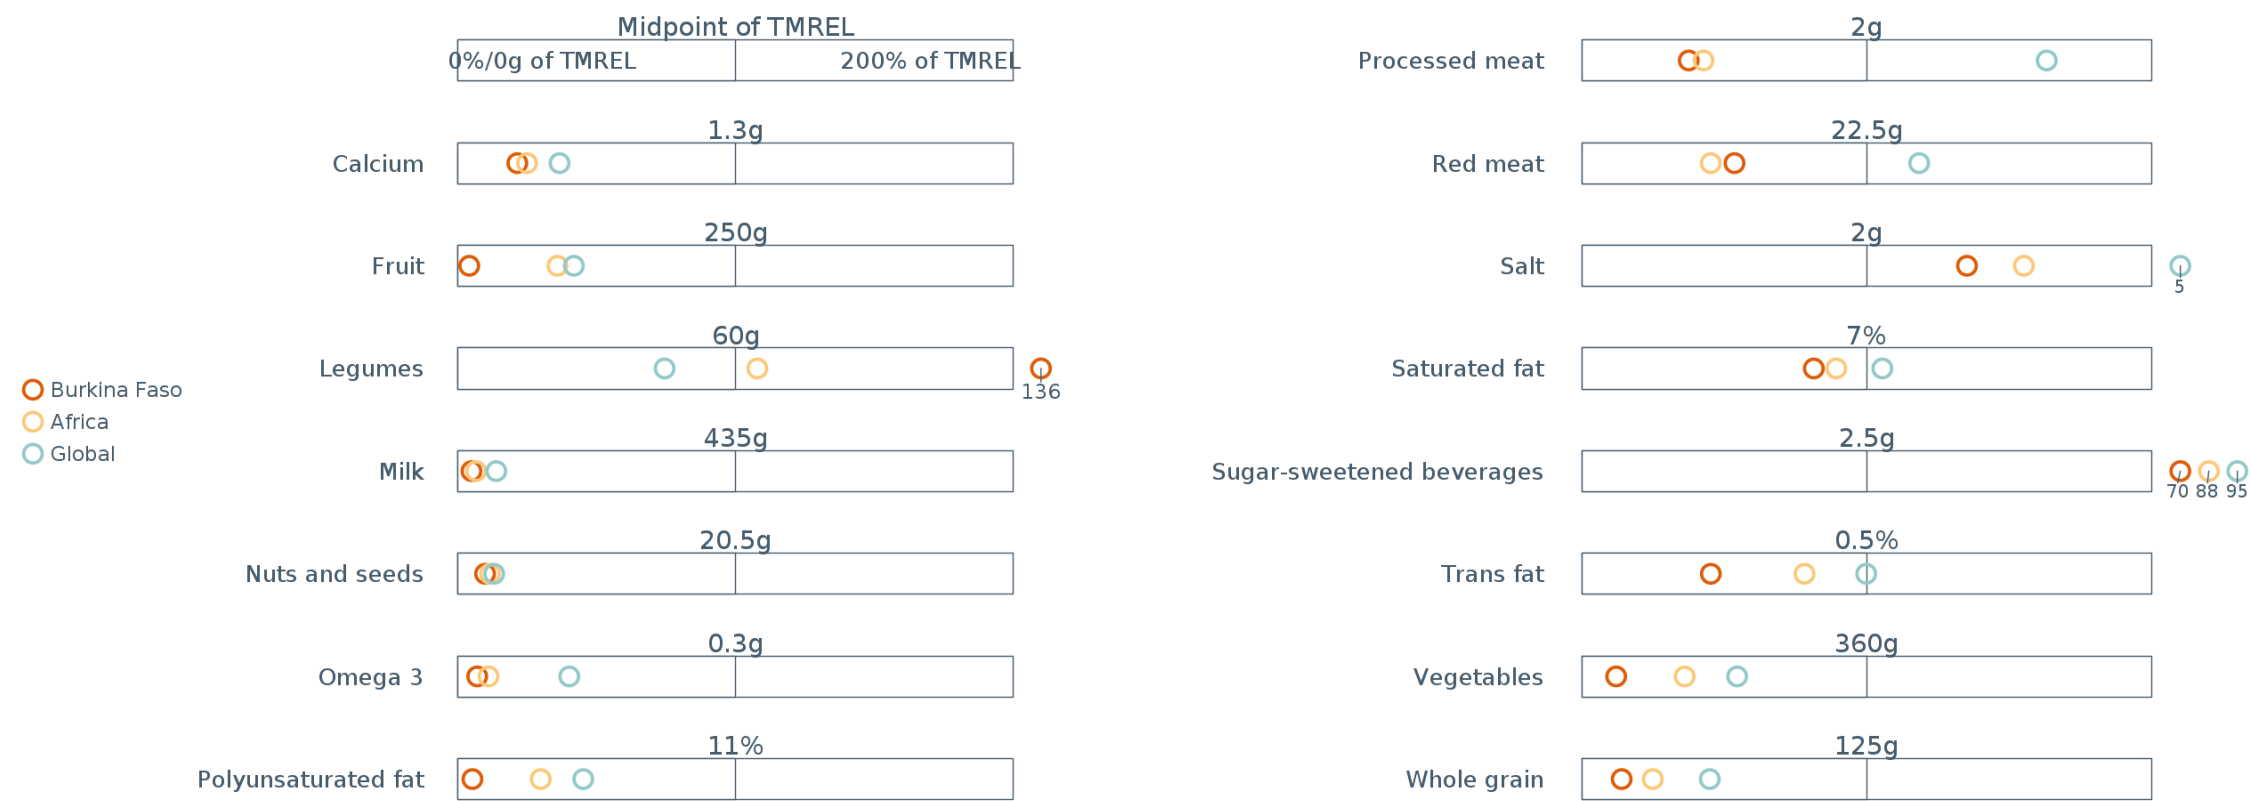 Midpoint of TMREL
0%/0g of TMREL
200% of TMREL
1.3g
Calcium
250g
Fruit
60g
Legumes
136
435g
Milk
20.5g
Nuts and seeds
0.3g
Omega 3
11%
Polyunsaturated fat
Burkina Faso
Africa
Global
2g
Processed meat
22.5g
Red meat
2g
Salt
5
7%
Saturated fat
2.5g
Sugar-sweetened beverages
70 88 95
0.5%
Trans fat
360g
Vegetables
125g
Whole grain